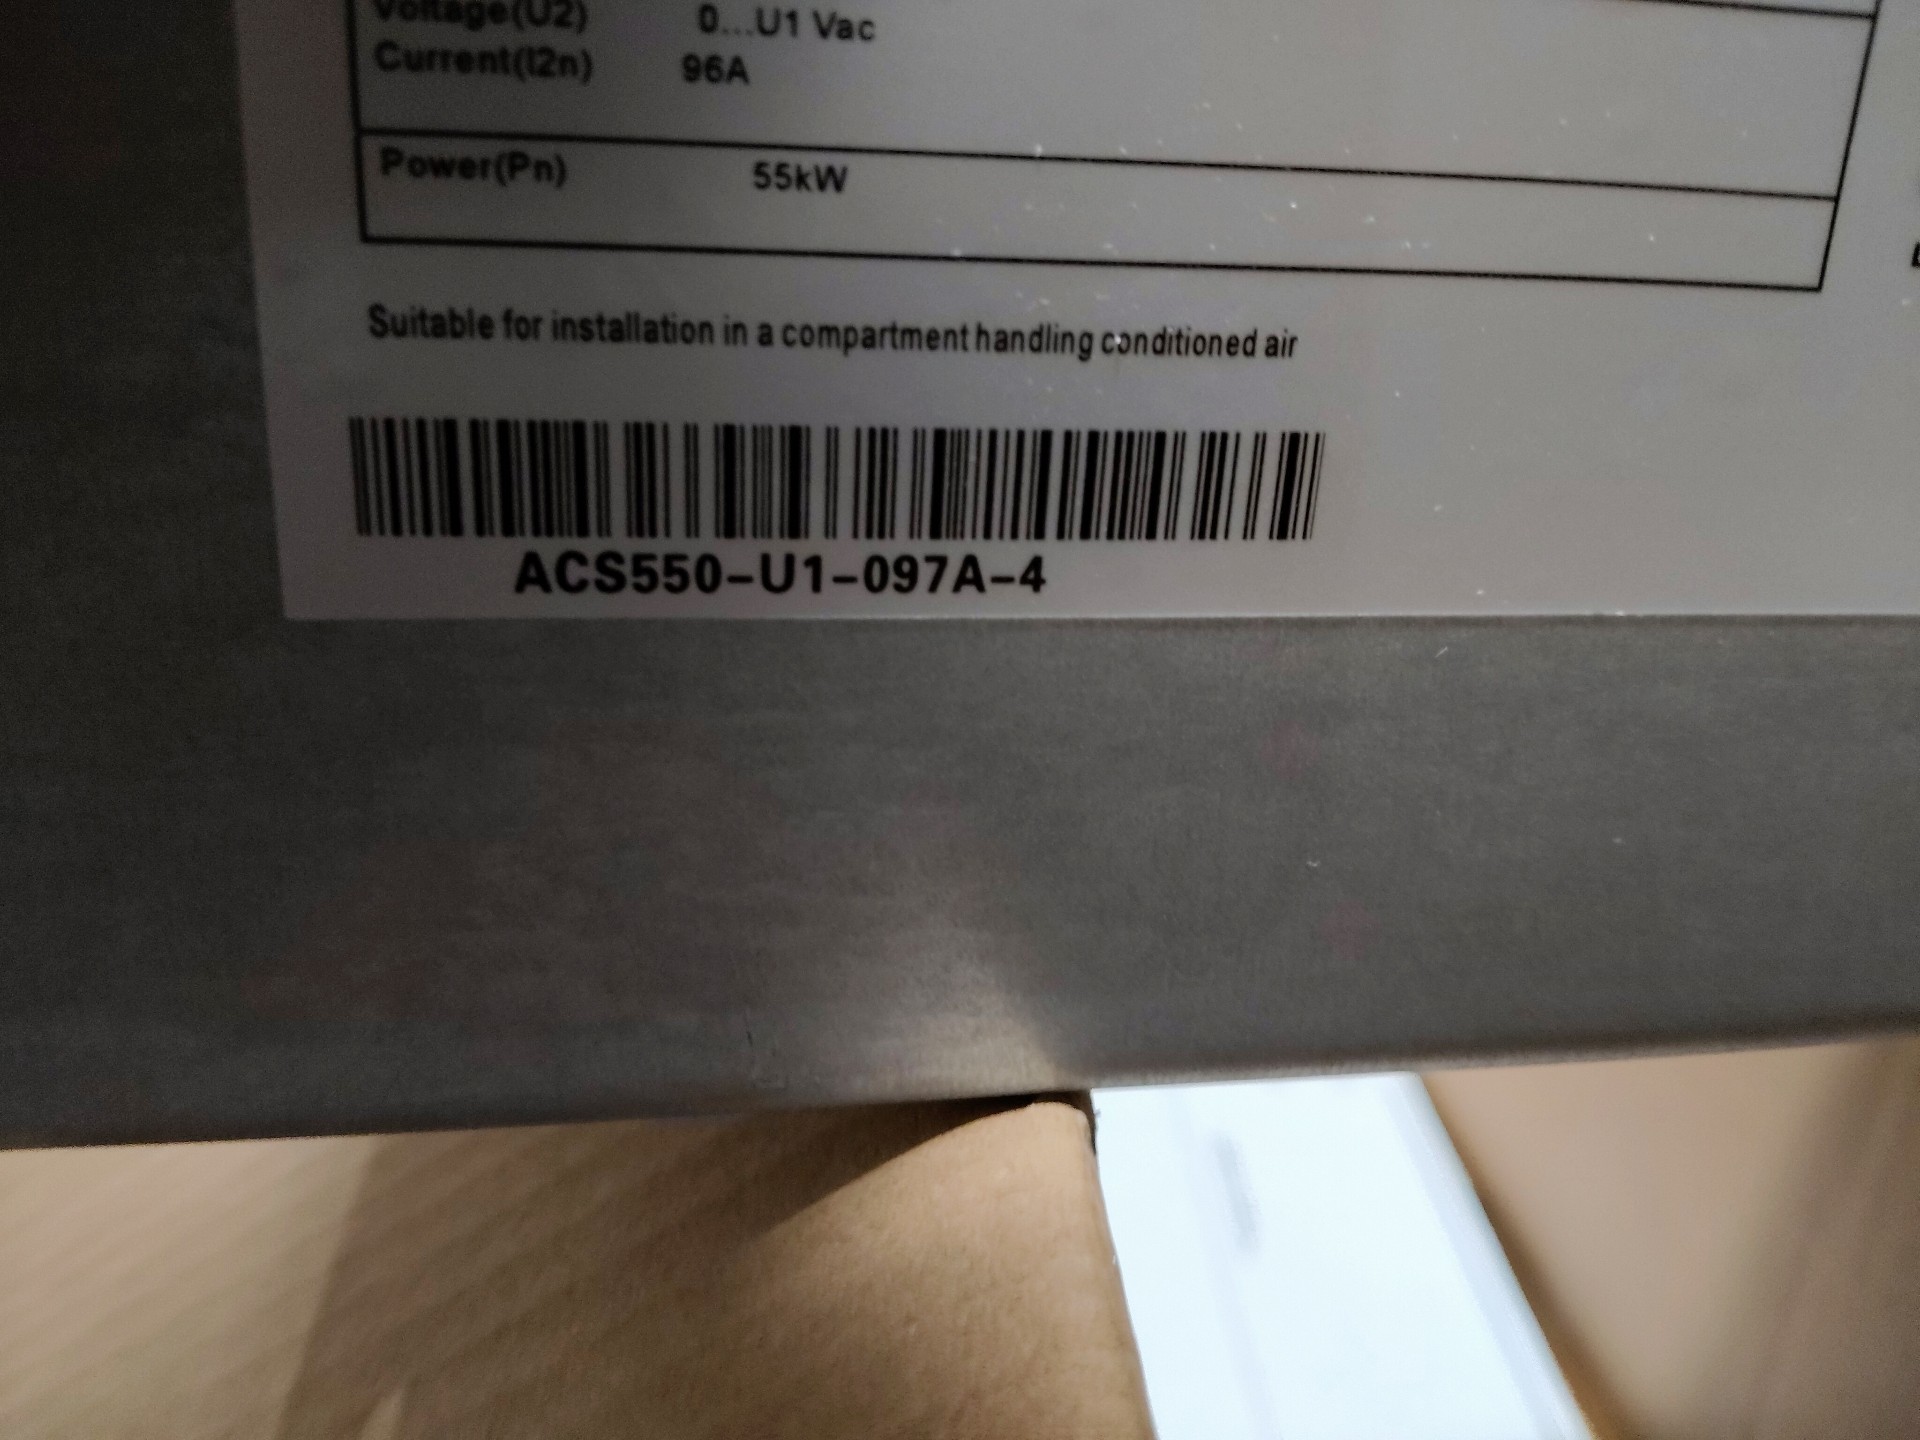 Voltage(U2) 0...U1 Vac
Current(I2n) 96A
Power(Pn) 55kW
Suitable for installation in a compartment handling conditioned air
ACS550-U1-097A-4